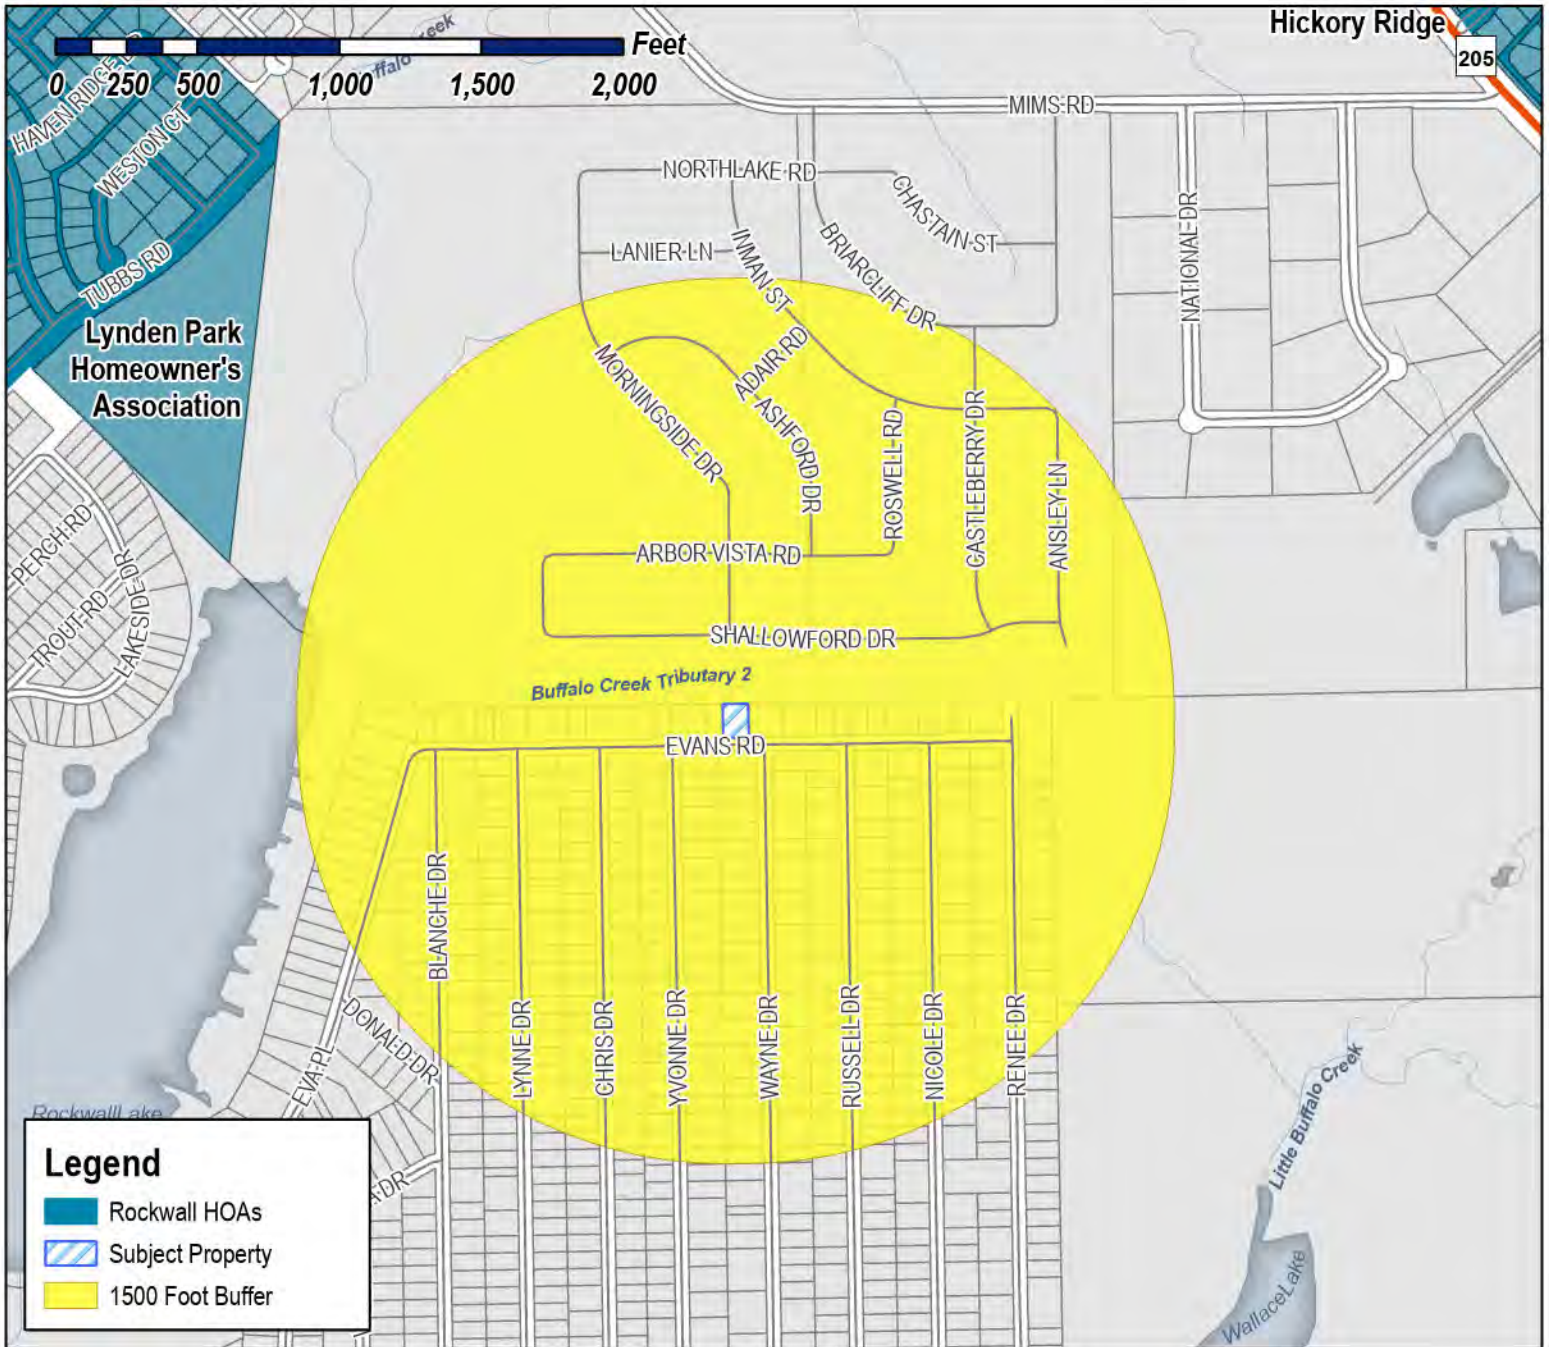 Hickory Ridge
205
Feet
0 250 500 1,000 1,500 2,000
HAVEN RIDGE
WESTON CT
TUBBS RD
MIMS RD
NORTHLAKE RD
CHASTAIN ST
LANIER LN
INMAN ST
BRIARCLIFF DR
NATIONAL DR
Lynden Park
Homeowner's
Association
MORNINGSIDE DR
ADAIR RD
ASHFORD DR
ROSWELL RD
CASTLEBERRY DR
ANSLEY LN
PERCH RD
TROUT RD
LAKESIDE DR
ARBOR VISTA RD
SHALLOWFORD DR
Buffalo Creek Tributary 2
EVANS RD
BLANCHE DR
LYNNE DR
CHRIS DR
YVONNE DR
WAYNE DR
RUSSELL DR
NICOLE DR
RENEE DR
DONALD DR
EVA PL
Rockwall Lake
Little Buffalo Creek
Wallace Lake
Legend
Rockwall HOAs
Subject Property
1500 Foot Buffer